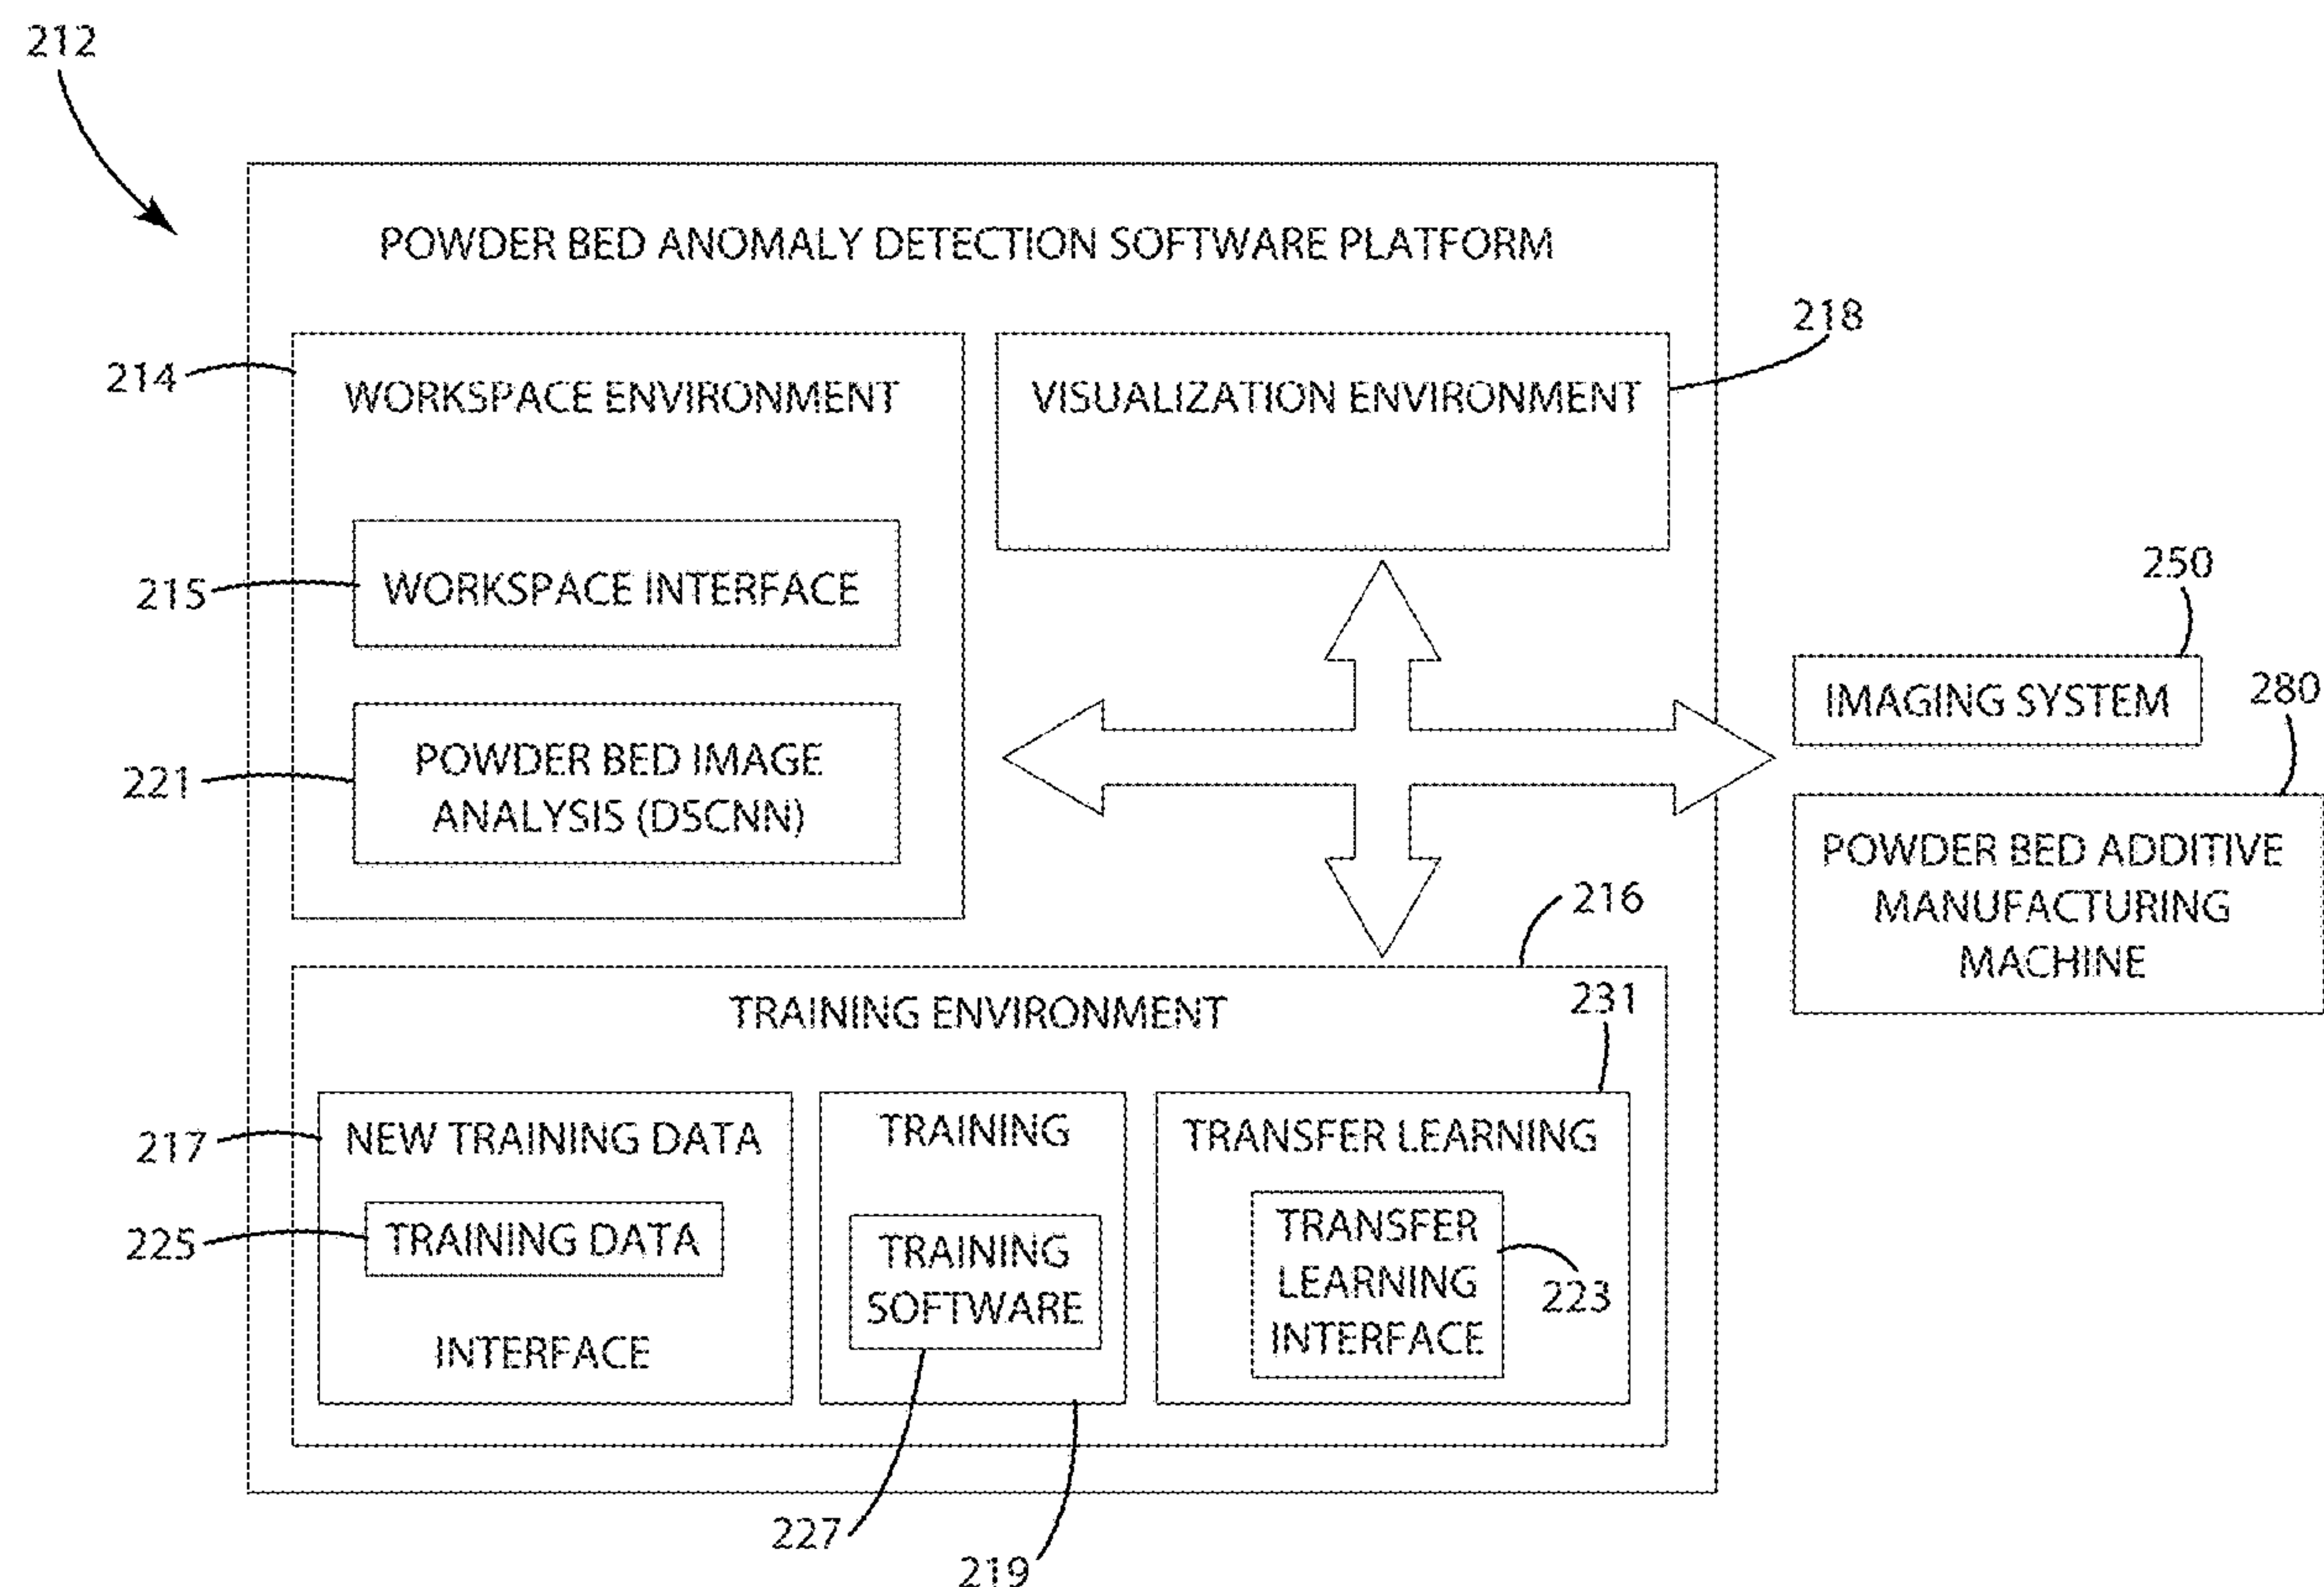 212
POWDER BED ANOMALY DETECTION SOFTWARE PLATFORM
218
214
WORKSPACE ENVIRONMENT
VISUALIZATION ENVIRONMENT
215
WORKSPACE INTERFACE
250
IMAGING SYSTEM
280
221
POWDER BED IMAGE
ANALYSIS (DSCNN)
POWDER BED ADDITIVE
MANUFACTURING
MACHINE
216
TRAINING ENVIRONMENT
231
217
NEW TRAINING DATA
TRAINING
TRANSFER LEARNING
225
TRAINING DATA
INTERFACE
TRAINING
SOFTWARE
TRANSFER
LEARNING
INTERFACE
223
227
219